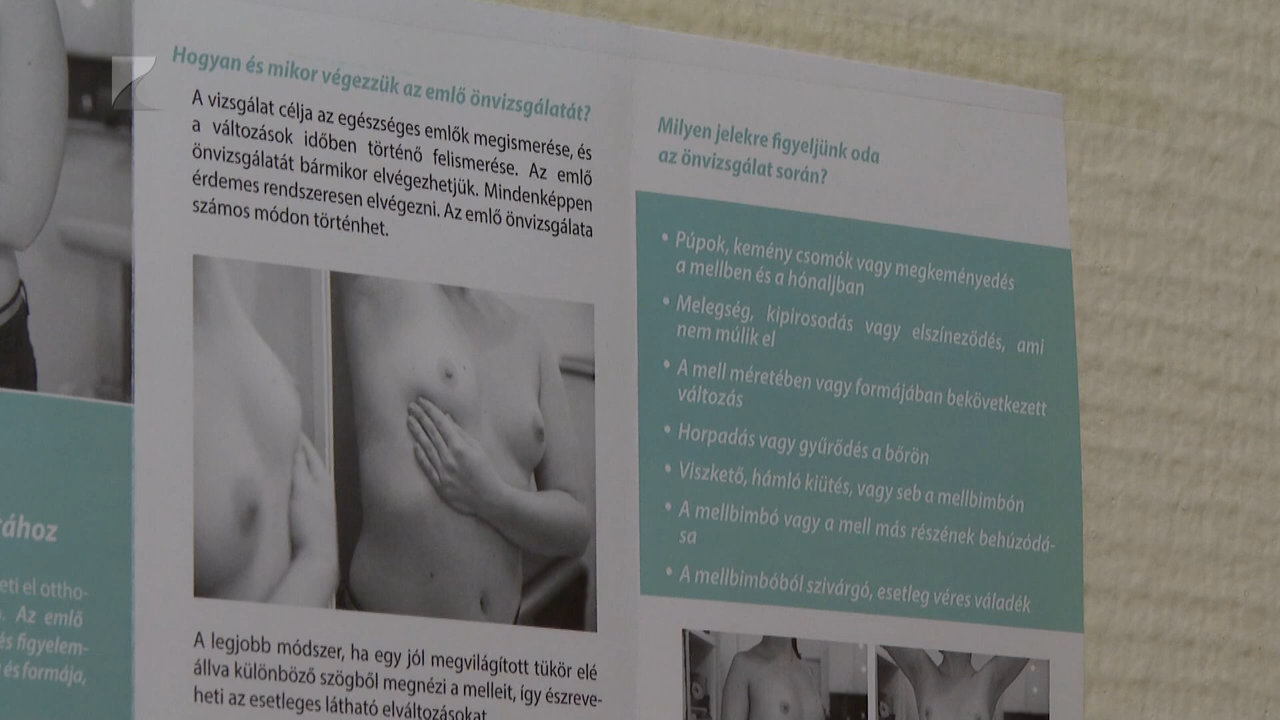 Hogyan és mikor végezzük az emlő önvizsgálatát?
A vizsgálat célja az egészséges emlők megismerése, és
a változások időben történő felismerése. Az emlő
önvizsgálatát bármikor elvégezhetjük. Mindenképpen
érdemes rendszeresen elvégezni. Az emlő önvizsgálata
számos módon történhet.
A legjobb módszer, ha egy jól megvilágított tükör elé
állva különböző szögből megnézi a melleit, így észreve-
heti az esetleges látható elváltozásokat
Milyen jelekre figyeljünk oda
az önvizsgálat során?
• Púpok, kemény csomók vagy megkeményedés
a mellben és a hónaljban
• Melegség, kipirosodás vagy elszíneződés, ami
nem múlik el
• A mell méretében vagy formájában bekövetkezett
változás
• Horpadás vagy gyűrődés a bőrön
• Viszkető, hámló kiütés, vagy seb a mellbimbón
• A mellbimbó vagy a mell más részének behúzódá-
sa
• A mellbimbóból szivárgó, esetleg véres váladék
ához
eti el ottho-
. Az emlő
és figyelem-
és formája,